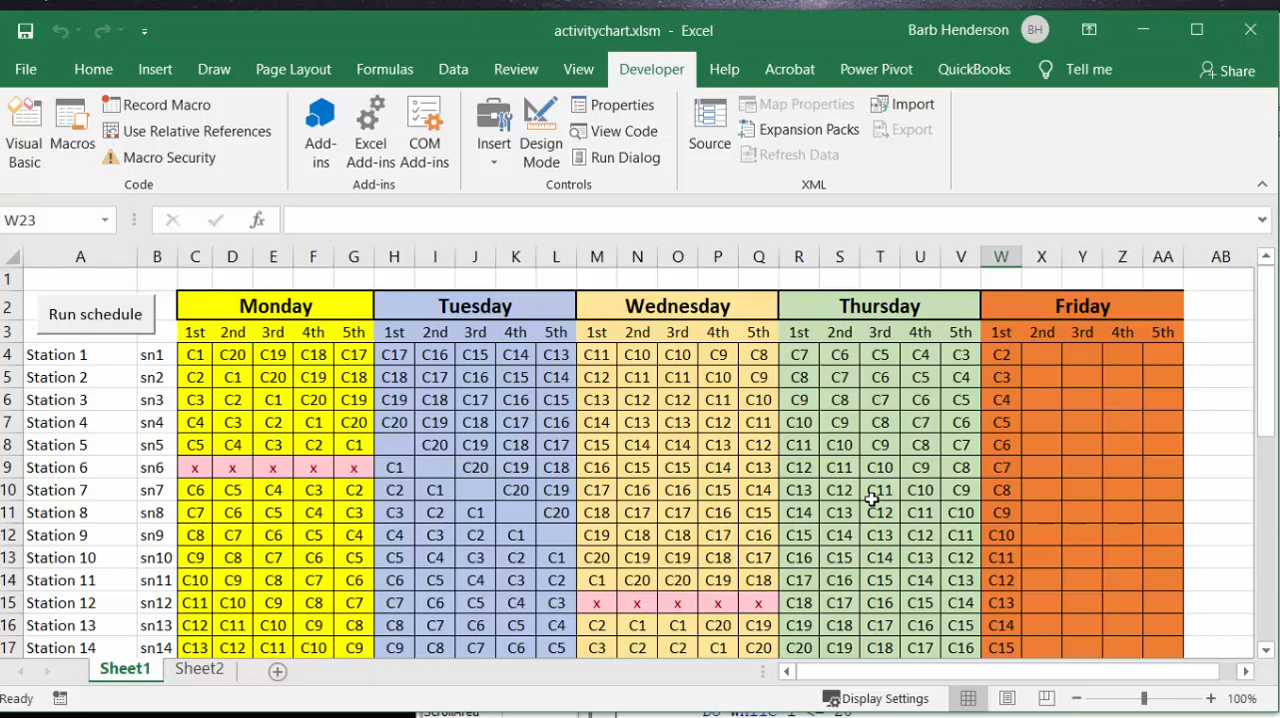 activitychart.xlsm - Excel
Barb Henderson BH
File Home Insert Draw Page Layout Formulas Data Review View Developer Help Acrobat Power Pivot QuickBooks Tell me Share
Visual Basic
Macros
Record Macro
Use Relative References
Macro Security
Code
Add-ins
Excel Add-ins
COM Add-ins
Add-ins
Insert
Design Mode
Properties
View Code
Run Dialog
Controls
Source
Map Properties
Expansion Packs
Refresh Data
Import
Export
XML
W23 fx
A B C D E F G H I J K L M N O P Q R S T U V W X Y Z AA AB
1
2 Run schedule Monday Tuesday Wednesday Thursday Friday
3 1st 2nd 3rd 4th 5th 1st 2nd 3rd 4th 5th 1st 2nd 3rd 4th 5th 1st 2nd 3rd 4th 5th 1st 2nd 3rd 4th 5th
4 Station 1 sn1 C1 C20 C19 C18 C17 C17 C16 C15 C14 C13 C11 C10 C10 C9 C8 C7 C6 C5 C4 C3 C2
5 Station 2 sn2 C2 C1 C20 C19 C18 C18 C17 C16 C15 C14 C12 C11 C11 C10 C9 C8 C7 C6 C5 C4 C3
6 Station 3 sn3 C3 C2 C1 C20 C19 C19 C18 C17 C16 C15 C13 C12 C12 C11 C10 C9 C8 C7 C6 C5 C4
7 Station 4 sn4 C4 C3 C2 C1 C20 C20 C19 C18 C17 C16 C14 C13 C13 C12 C11 C10 C9 C8 C7 C6 C5
8 Station 5 sn5 C5 C4 C3 C2 C1 C20 C19 C18 C17 C15 C14 C14 C13 C12 C11 C10 C9 C8 C7 C6
9 Station 6 sn6 x x x x x C1 C20 C19 C18 C16 C15 C15 C14 C13 C12 C11 C10 C9 C8 C7
10 Station 7 sn7 C6 C5 C4 C3 C2 C2 C1 C20 C19 C17 C16 C16 C15 C14 C13 C12 C11 C10 C9 C8
11 Station 8 sn8 C7 C6 C5 C4 C3 C3 C2 C1 C20 C18 C17 C17 C16 C15 C14 C13 C12 C11 C10 C9
12 Station 9 sn9 C8 C7 C6 C5 C4 C4 C3 C2 C1 C19 C18 C18 C17 C16 C15 C14 C13 C12 C11 C10
13 Station 10 sn10 C9 C8 C7 C6 C5 C5 C4 C3 C2 C1 C20 C19 C19 C18 C17 C16 C15 C14 C13 C12 C11
14 Station 11 sn11 C10 C9 C8 C7 C6 C6 C5 C4 C3 C2 C1 C20 C20 C19 C18 C17 C16 C15 C14 C13 C12
15 Station 12 sn12 C11 C10 C9 C8 C7 C7 C6 C5 C4 C3 x x x x x C18 C17 C16 C15 C14 C13
16 Station 13 sn13 C12 C11 C10 C9 C8 C8 C7 C6 C5 C4 C2 C1 C1 C20 C19 C19 C18 C17 C16 C15 C14
17 Station 14 sn14 C13 C12 C11 C10 C9 C9 C8 C7 C6 C5 C3 C2 C2 C1 C20 C20 C19 C18 C17 C16 C15
Sheet1 Sheet2
Ready Display Settings 100%